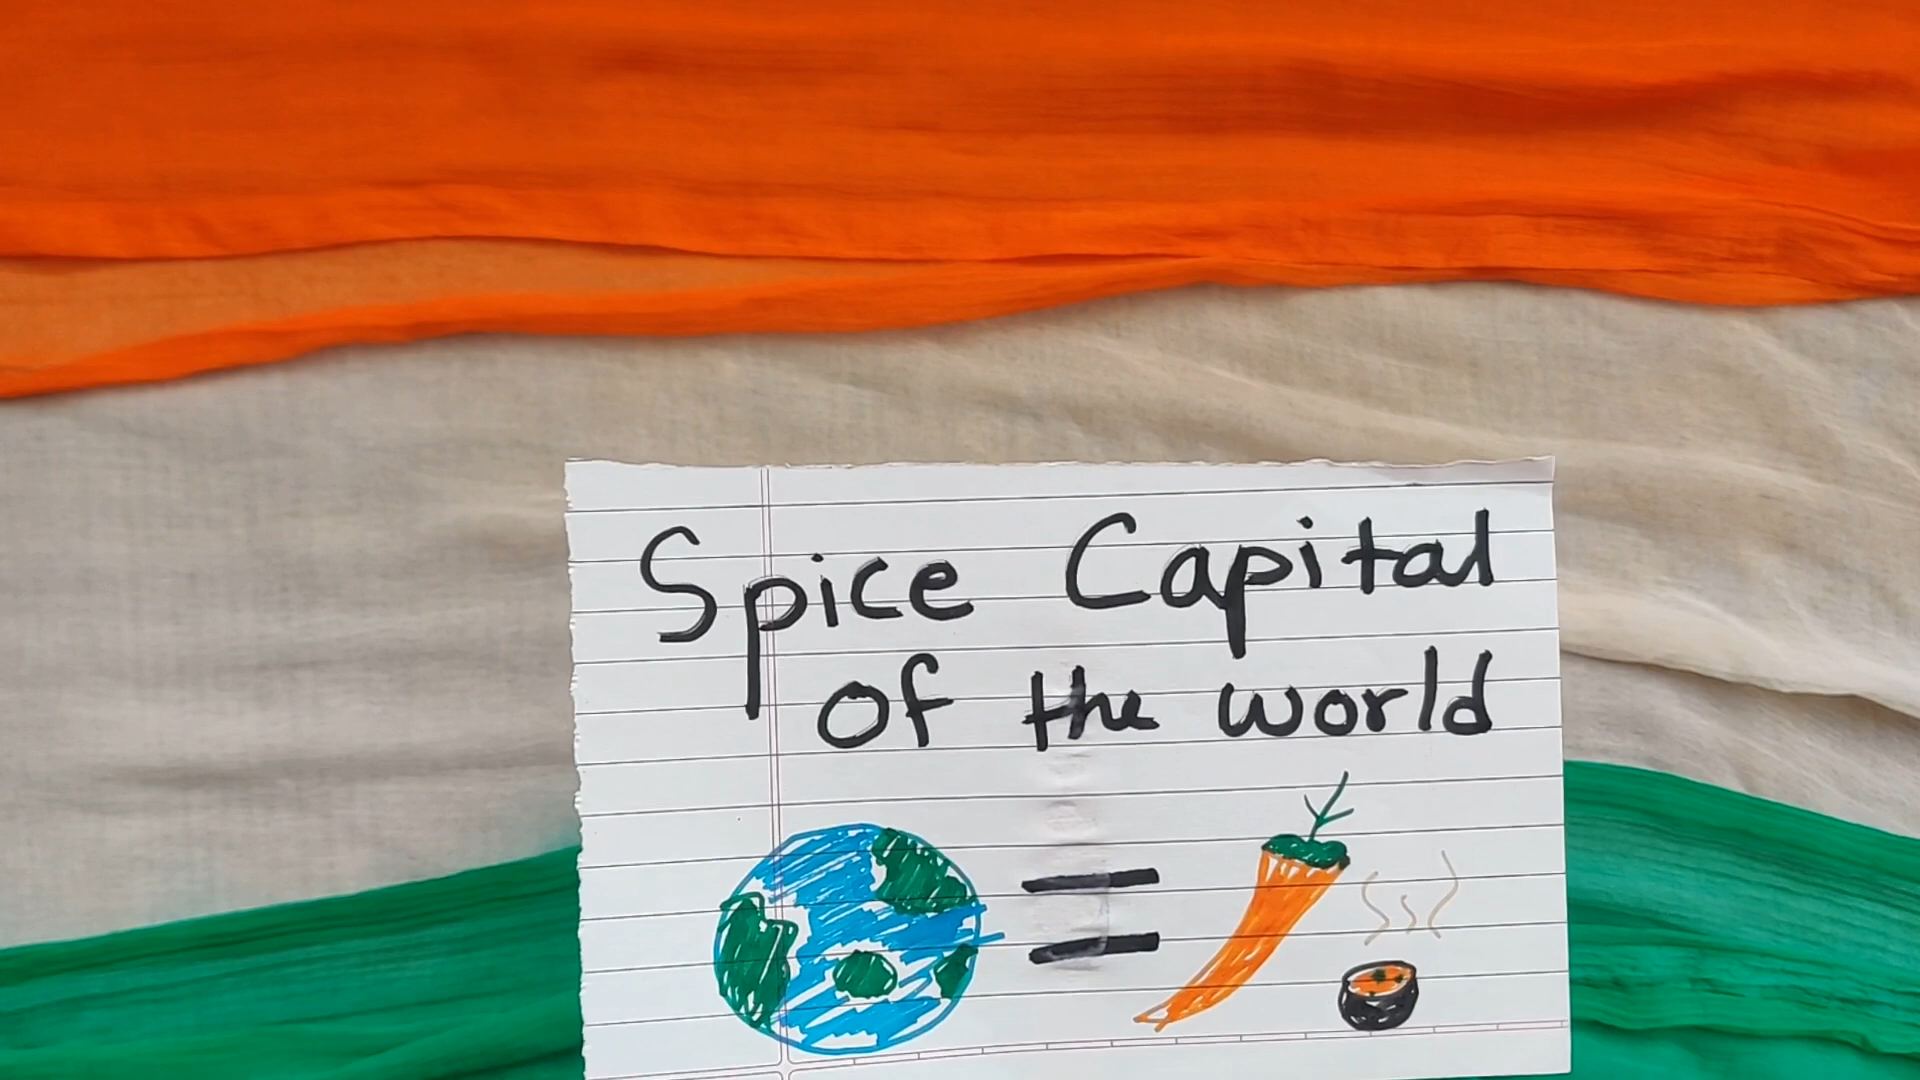 Spice Capital
of the world
=